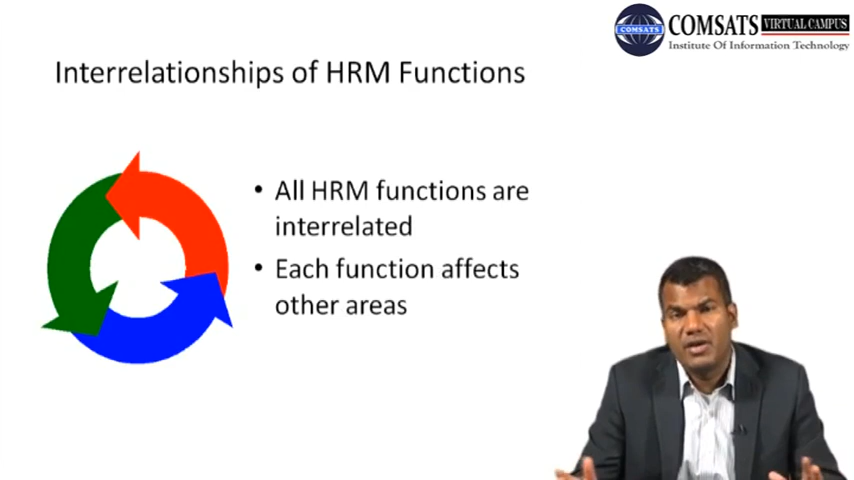 COMSATS VIRTUAL CAMPUS
Institute Of Information Technology
COMSATS
Interrelationships of HRM Functions
• All HRM functions are
interrelated
• Each function affects
other areas